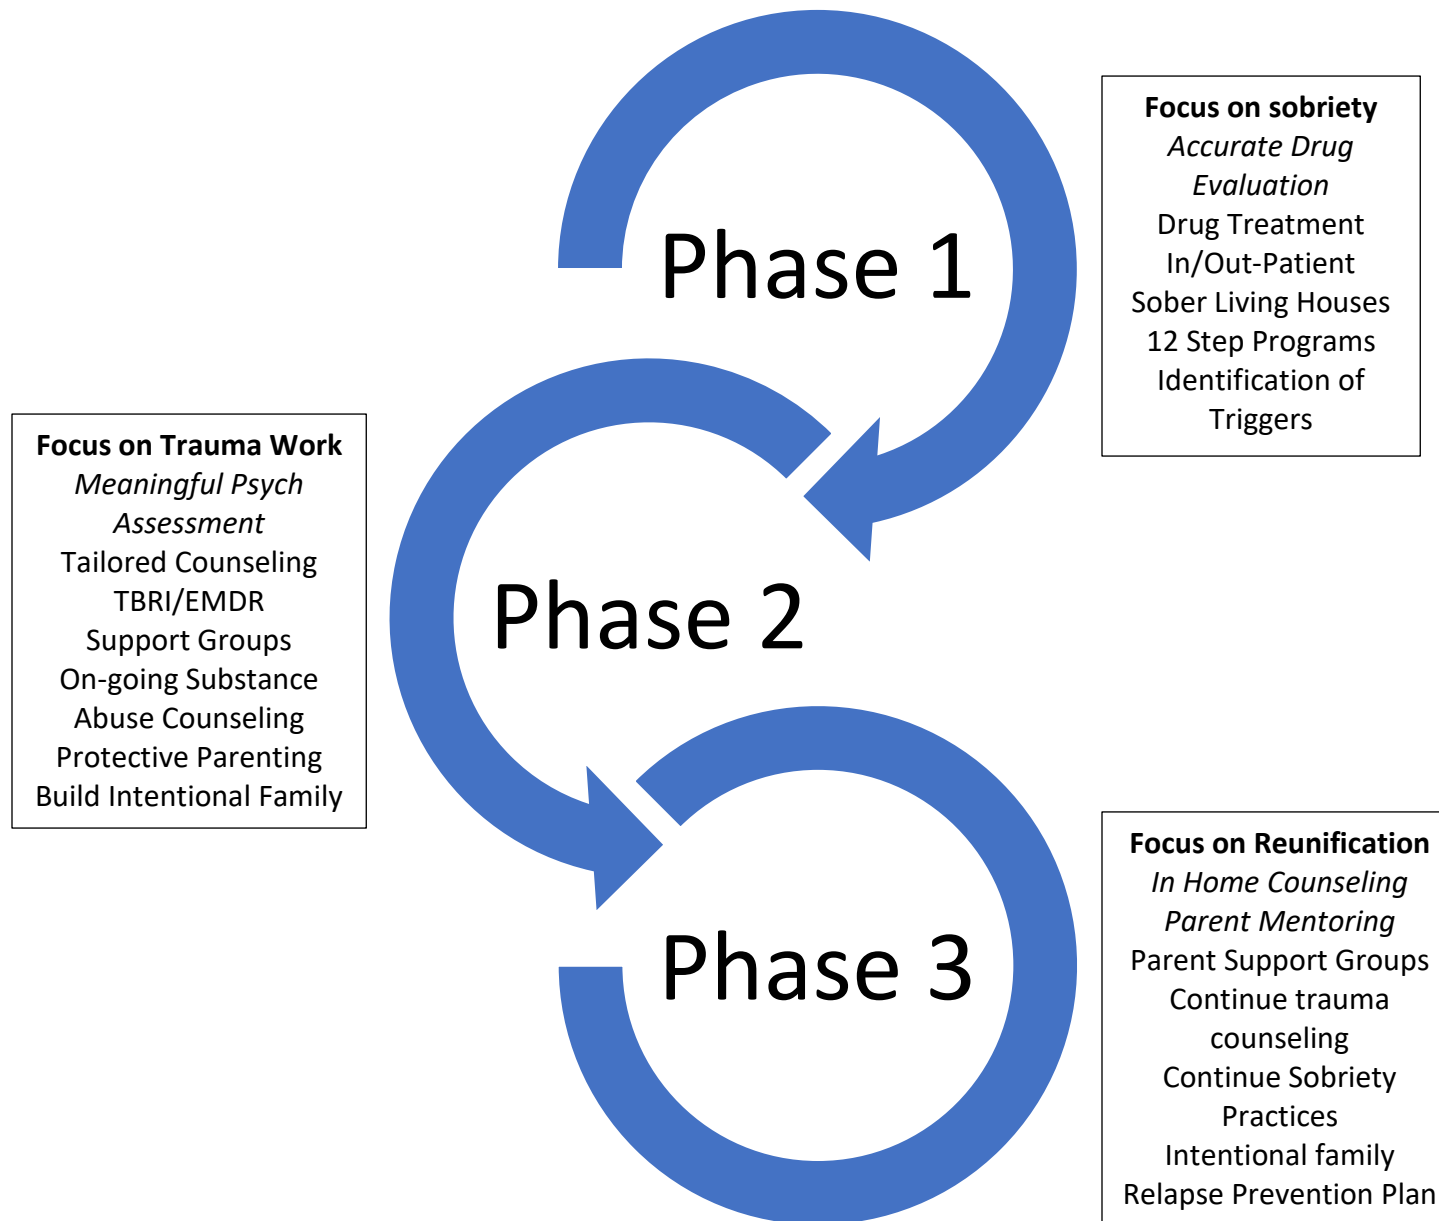 Phase 1
Focus on sobriety
Accurate Drug
Evaluation
Drug Treatment
In/Out-Patient
Sober Living Houses
12 Step Programs
Identification of
Triggers
Phase 2
Focus on Trauma Work
Meaningful Psych
Assessment
Tailored Counseling
TBRI/EMDR
Support Groups
On-going Substance
Abuse Counseling
Protective Parenting
Build Intentional Family
Phase 3
Focus on Reunification
In Home Counseling
Parent Mentoring
Parent Support Groups
Continue trauma
counseling
Continue Sobriety
Practices
Intentional family
Relapse Prevention Plan